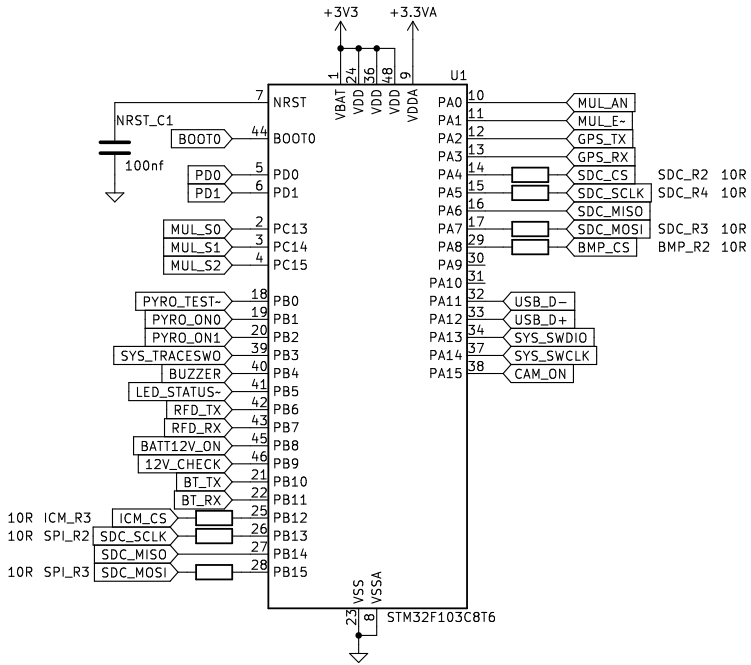 +3V3 +3.3VA
1 24 36 48 9 U1
VBAT VDD VDD VDD VDDA
7 NRST PA0 10 MUL_AN
NRST_C1 PA1 11 MUL_E~
BOOT0 44 BOOT0 PA2 12 GPS_TX
100nf PA3 13 GPS_RX
PD0 5 PD0 PA4 14 SDC_CS SDC_R2 10R
PD1 6 PD1 PA5 15 SDC_SCLK SDC_R4 10R
PA6 16 SDC_MISO
MUL_S0 2 PC13 PA7 17 SDC_MOSI SDC_R3 10R
MUL_S1 3 PC14 PA8 29 BMP_CS BMP_R2 10R
MUL_S2 4 PC15 PA9 30
PA10 31
PYRO_TEST~ 18 PB0 PA11 32 USB_D-
PYRO_ON0 19 PB1 PA12 33 USB_D+
PYRO_ON1 20 PB2 PA13 34 SYS_SWDIO
SYS_TRACESWO 39 PB3 PA14 37 SYS_SWCLK
BUZZER 40 PB4 PA15 38 CAM_ON
LED_STATUS~ 41 PB5
RFD_TX 42 PB6
RFD_RX 43 PB7
BATT12V_ON 45 PB8
12V_CHECK 46 PB9
BT_TX 21 PB10
BT_RX 22 PB11
10R ICM_R3 ICM_CS 25 PB12
10R SPI_R2 SDC_SCLK 26 PB13
SDC_MISO 27 PB14
10R SPI_R3 SDC_MOSI 28 PB15
VSS VSSA
23 8 STM32F103C8T6